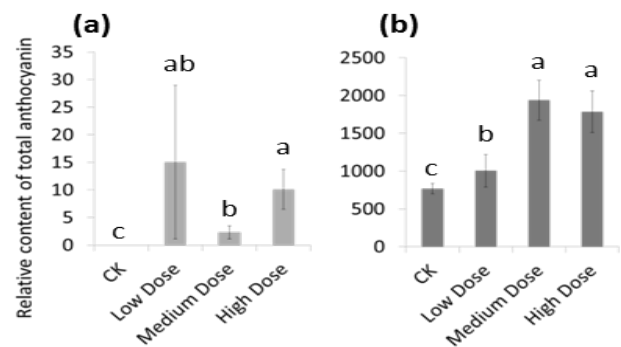 (a)
(b)
Relative content of total anthocyanin
35
30
25
20
15
10
5
0
c
ab
b
a
CK
Low Dose
Medium Dose
High Dose
2500
2000
1500
1000
500
0
c
b
a
a
CK
Low Dose
Medium Dose
High Dose